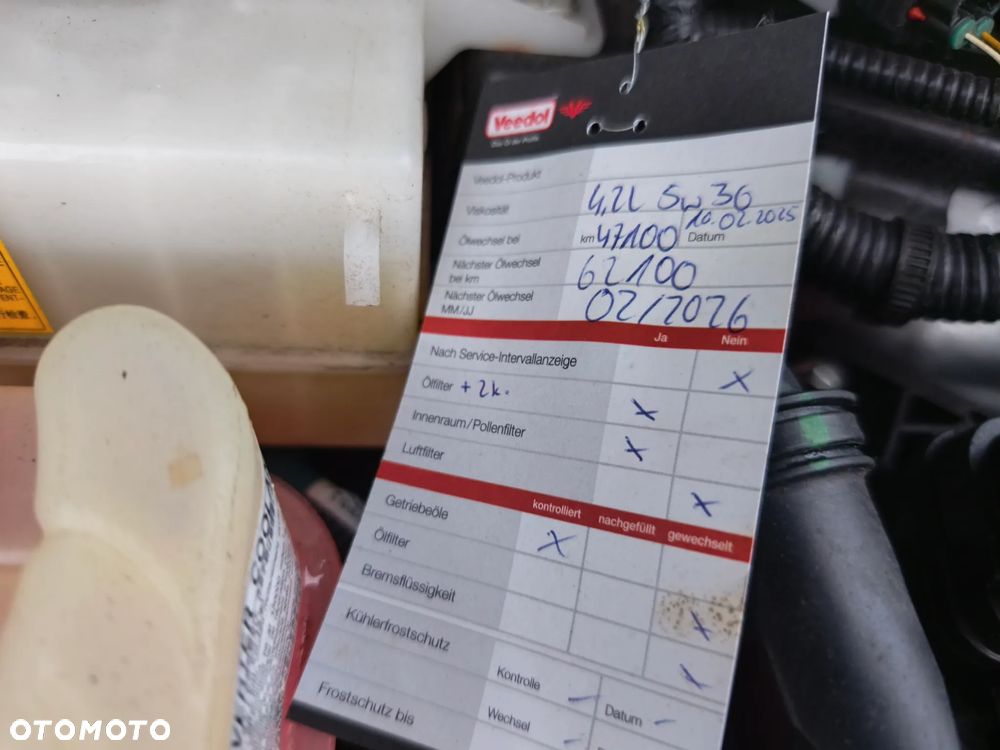 Veedol
Veedol-Produkt
Viskosität 4,2L 5w30
Ölwechsel bei km 47100 10.02.2025 Datum
Nächster Ölwechsel bei km 62100
Nächster Ölwechsel MM/JJ 02/2026
Ja Nein
Nach Service-Intervallanzeige x
Ölfilter + Zk. x
Innenraum/Pollenfilter x
Luftfilter x
kontrolliert nachgefüllt gewechselt
Getriebeöle x
Ölfilter x
Bremsflüssigkeit x
Kühlerfrostschutz
Kontrolle – Datum –
Frostschutz bis Wechsel –
OTOMOTO